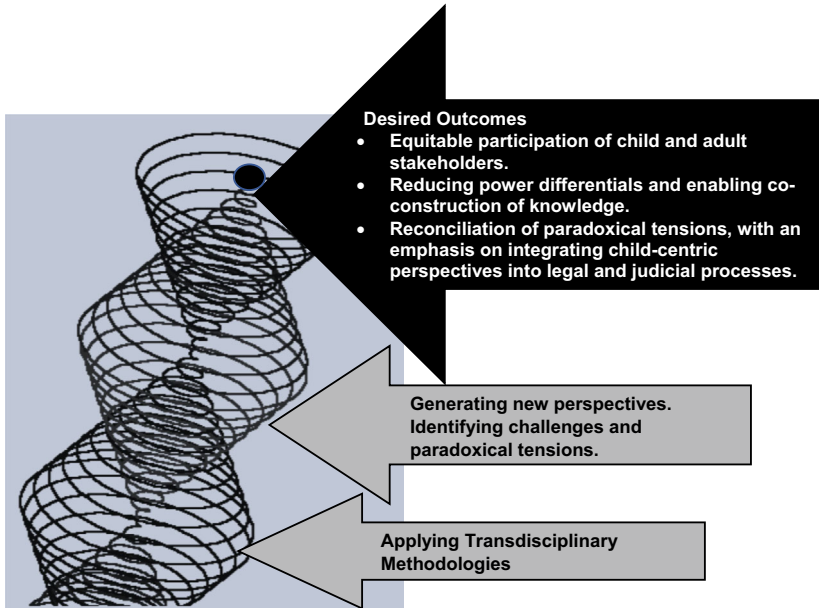 Desired Outcomes
• Equitable participation of child and adult
stakeholders.
• Reducing power differentials and enabling co-
construction of knowledge.
• Reconciliation of paradoxical tensions, with an
emphasis on integrating child-centric
perspectives into legal and judicial processes.
Generating new perspectives.
Identifying challenges and
paradoxical tensions.
Applying Transdisciplinary
Methodologies